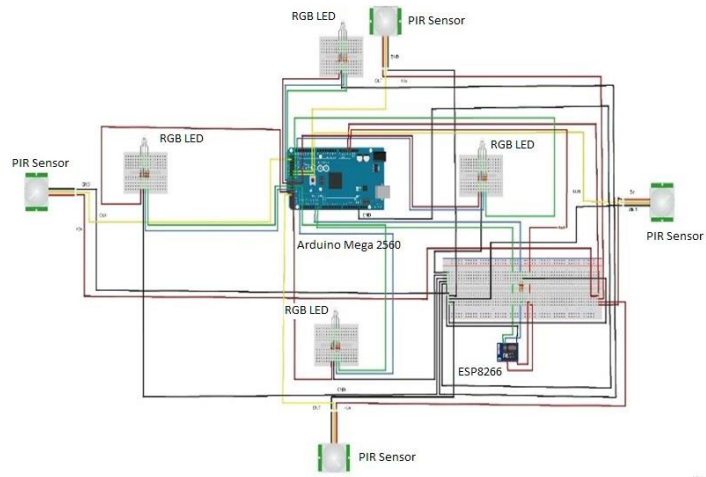 RGB LED
PIR Sensor
RGB LED
RGB LED
PIR Sensor
PIR Sensor
Arduino Mega 2560
RGB LED
ESP8266
PIR Sensor